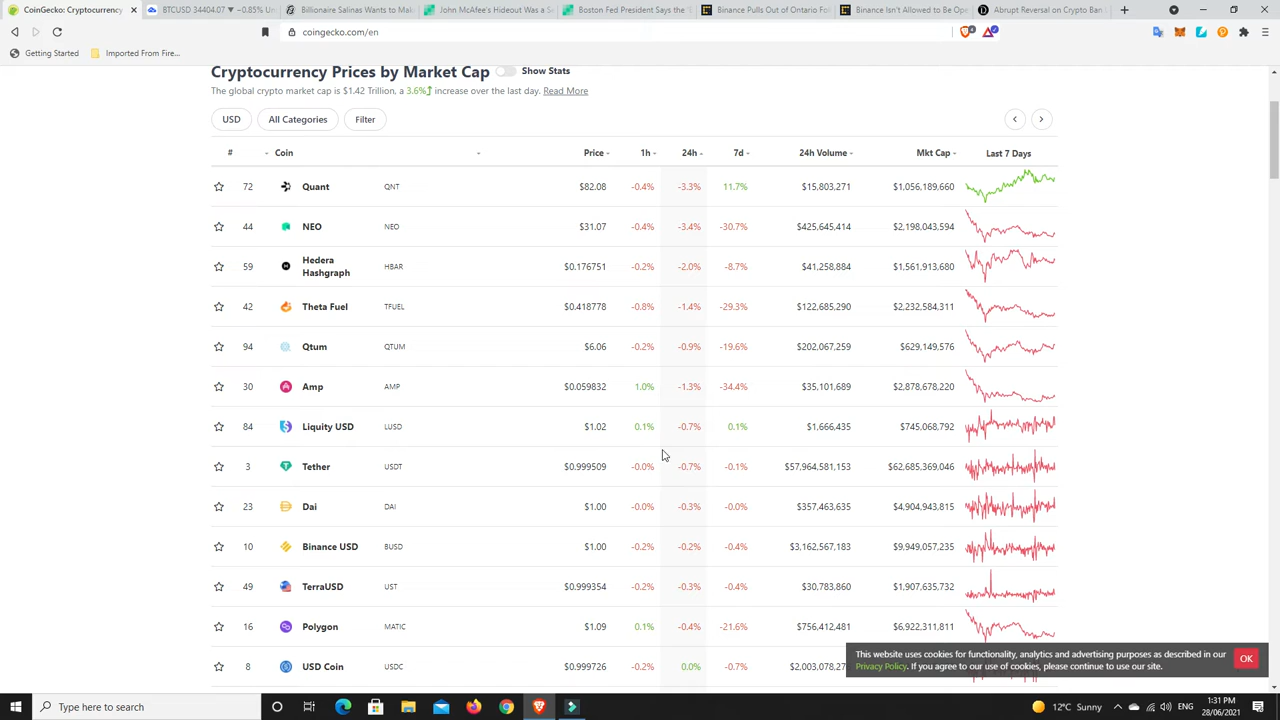 CoinGecko: Cryptocurrency
BTCUSD 34404.07 ▼ −0.85% Un
Billionaire Salinas Wants to Mak
John McAfee's Hideout Was a S
Boston Fed President Says the
Binance Pulls Out of Ontario Fo
Binance Isn't Allowed to Be Ope
Abrupt Reversal on Crypto Ban
coingecko.com/en
Getting Started
Imported From Fire...
Cryptocurrency Prices by Market Cap
Show Stats
The global crypto market cap is $1.42 Trillion, a 3.6% increase over the last day. Read More
USD All Categories Filter
# Coin Price 1h 24h 7d 24h Volume Mkt Cap Last 7 Days
72 Quant QNT $82.08 -0.4% -3.3% 11.7% $15,803,271 $1,056,189,660
44 NEO NEO $31.07 -0.4% -3.4% -30.7% $425,645,414 $2,198,043,594
59 Hedera Hashgraph HBAR $0.176751 -0.2% -2.0% -8.7% $41,258,884 $1,561,913,680
42 Theta Fuel TFUEL $0.418778 -0.8% -1.4% -29.3% $122,685,290 $2,232,584,311
94 Qtum QTUM $6.06 -0.2% -0.9% -19.6% $202,067,259 $629,149,576
30 Amp AMP $0.059832 1.0% -1.3% -34.4% $35,101,689 $2,878,678,220
84 Liquity USD LUSD $1.02 0.1% -0.7% 0.1% $1,666,435 $745,068,792
3 Tether USDT $0.999509 -0.0% -0.7% -0.1% $57,964,581,153 $62,685,369,046
23 Dai DAI $1.00 -0.0% -0.3% -0.0% $357,463,635 $4,904,943,815
10 Binance USD BUSD $1.00 -0.2% -0.2% -0.4% $3,162,567,183 $9,949,057,235
49 TerraUSD UST $0.999354 -0.2% -0.3% -0.4% $30,783,860 $1,907,635,732
16 Polygon MATIC $1.09 0.1% -0.4% -21.6% $756,412,481 $6,922,311,811
8 USD Coin USDC $0.999726 -0.2% 0.0% -0.7%
This website uses cookies for functionality, analytics and advertising purposes as described in our
Privacy Policy. If you agree to our use of cookies, please continue to use our site.
OK
Type here to search
12°C Sunny
ENG
1:31 PM
28/06/2021